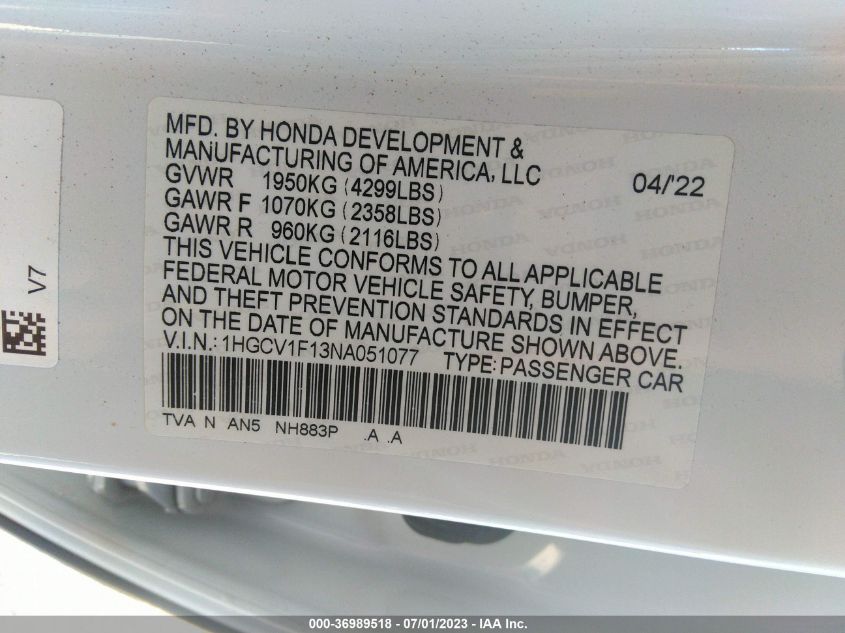 MFD. BY HONDA DEVELOPMENT &
MANUFACTURING OF AMERICA, LLC
04/'22
GVWR 1950KG (4299LBS)
GAWR F 1070KG (2358LBS)
GAWR R 960KG (2116LBS)
THIS VEHICLE CONFORMS TO ALL APPLICABLE
FEDERAL MOTOR VEHICLE SAFETY, BUMPER,
AND THEFT PREVENTION STANDARDS IN EFFECT
ON THE DATE OF MANUFACTURE SHOWN ABOVE.
V.I.N.: 1HGCV1F13NA051077 TYPE: PASSENGER CAR
TVA N AN5 NH883P .A .A
V7
HONDA
000-36989518 - 07/01/2023 - IAA Inc.